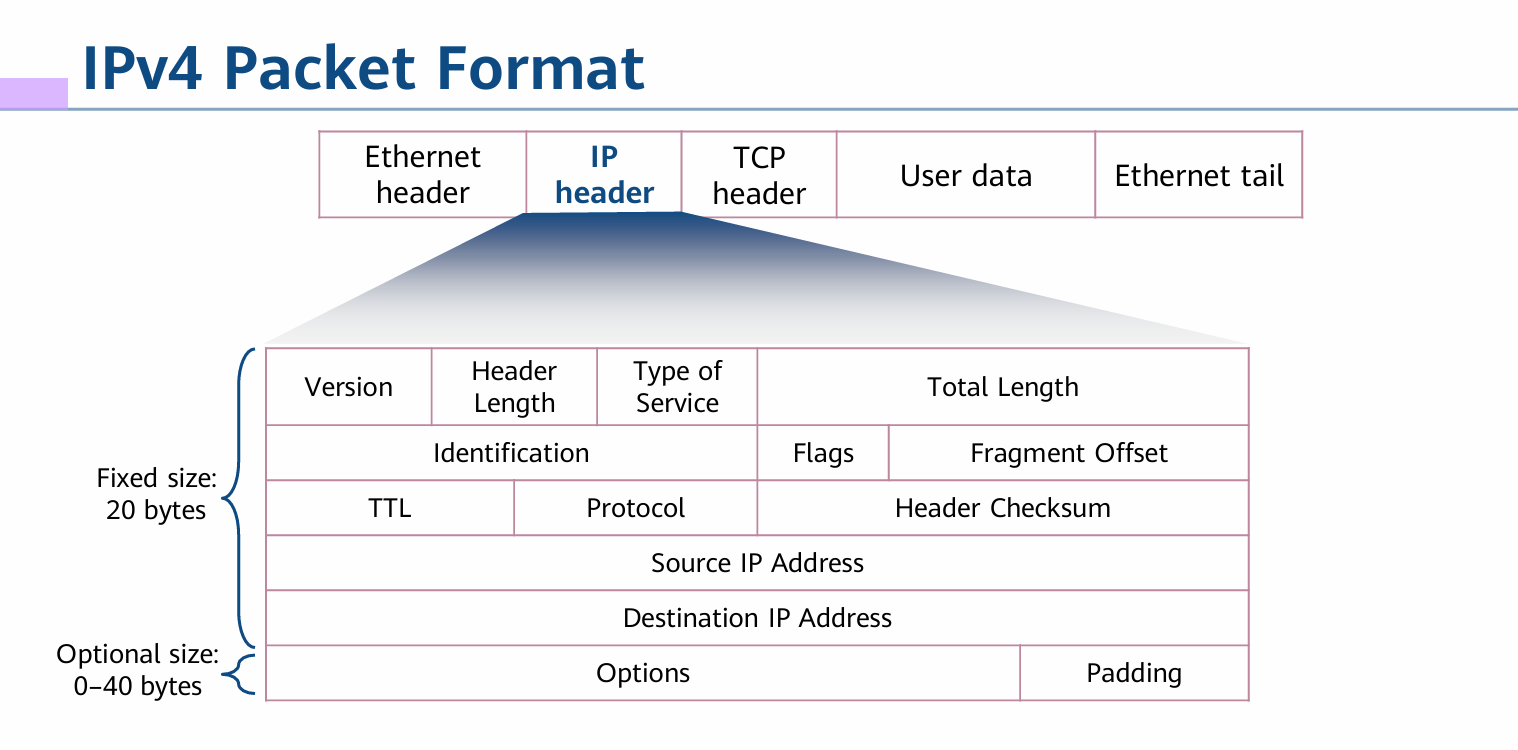 IPv4 Packet Format
Ethernet
header
IP
header
TCP
header
User data
Ethernet tail
Version
Header
Length
Type of
Service
Total Length
Identification
Flags
Fragment Offset
Fixed size:
20 bytes
TTL
Protocol
Header Checksum
Source IP Address
Destination IP Address
Optional size:
0–40 bytes
Options
Padding